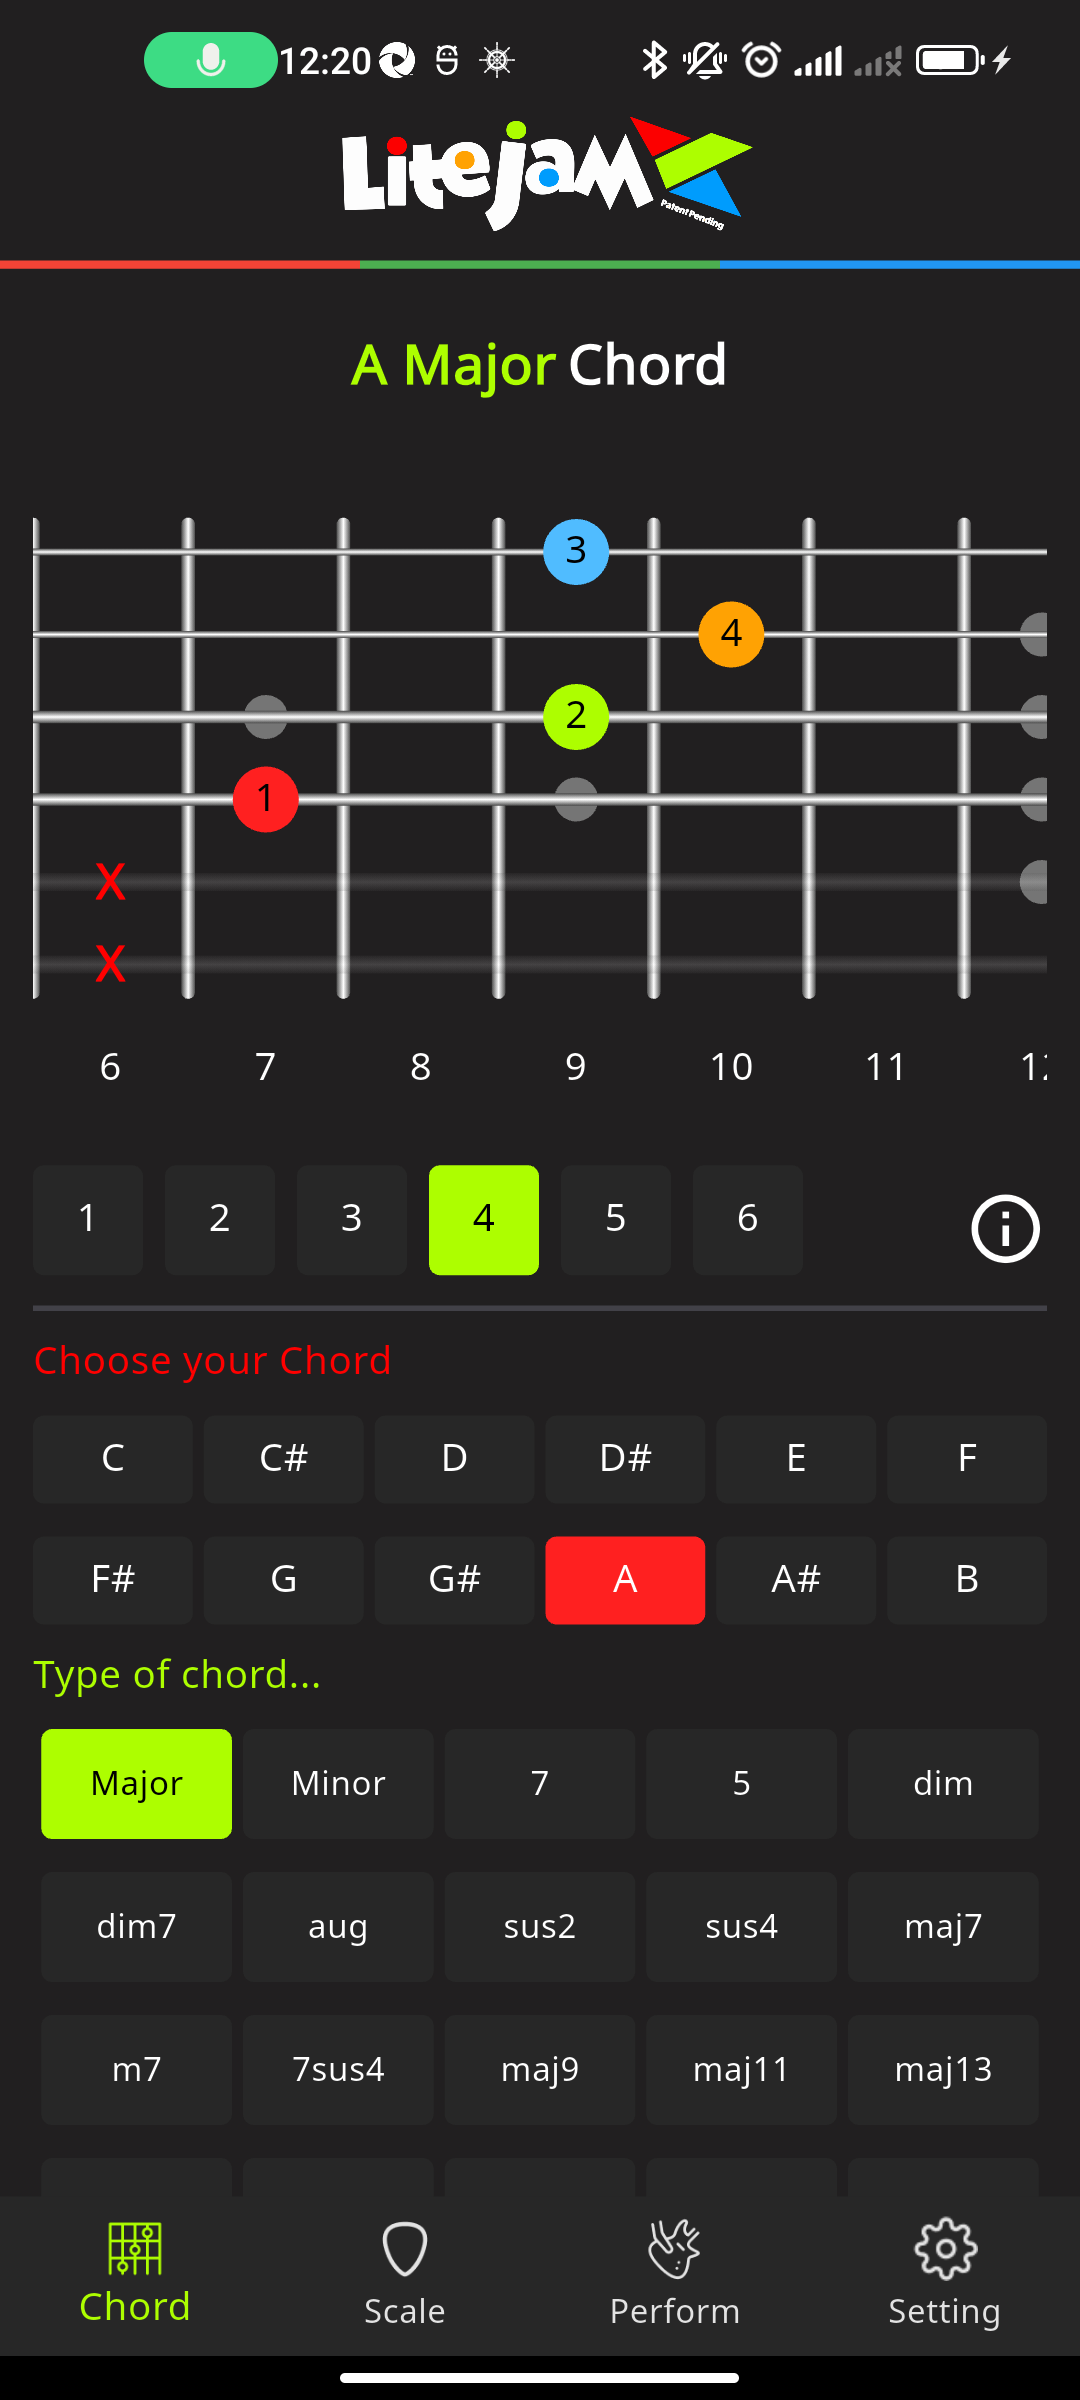 12:20
LiteJam
Patent Pending
A Major Chord
3
4
2
1
X
X
6 7 8 9 10 11
1 2 3 4 5 6
Choose your Chord
C C# D D# E F
F# G G# A A# B
Type of chord...
Major Minor 7 5 dim
dim7 aug sus2 sus4 maj7
m7 7sus4 maj9 maj11 maj13
Chord Scale Perform Setting